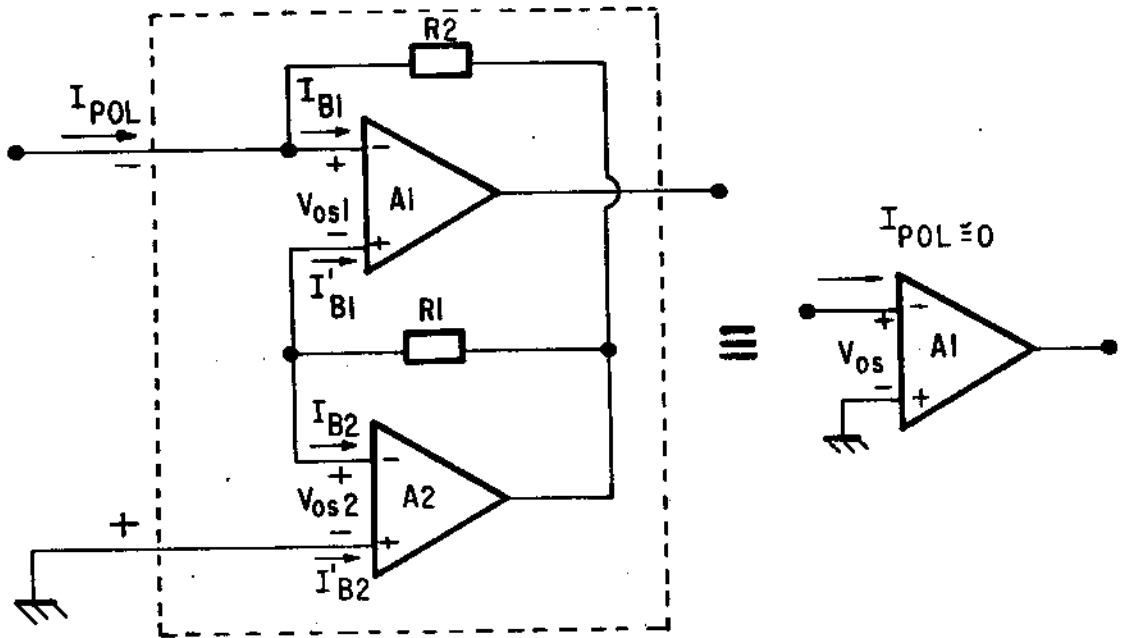 R2
I_POL
I_B1
−
+
−
V_os1
A1
−
+
I'_B1
I_POL ≅ 0
R1
≡
−
+
V_os
A1
−
+
I_B2
−
+
V_os2
A2
+
−
+
I'_B2